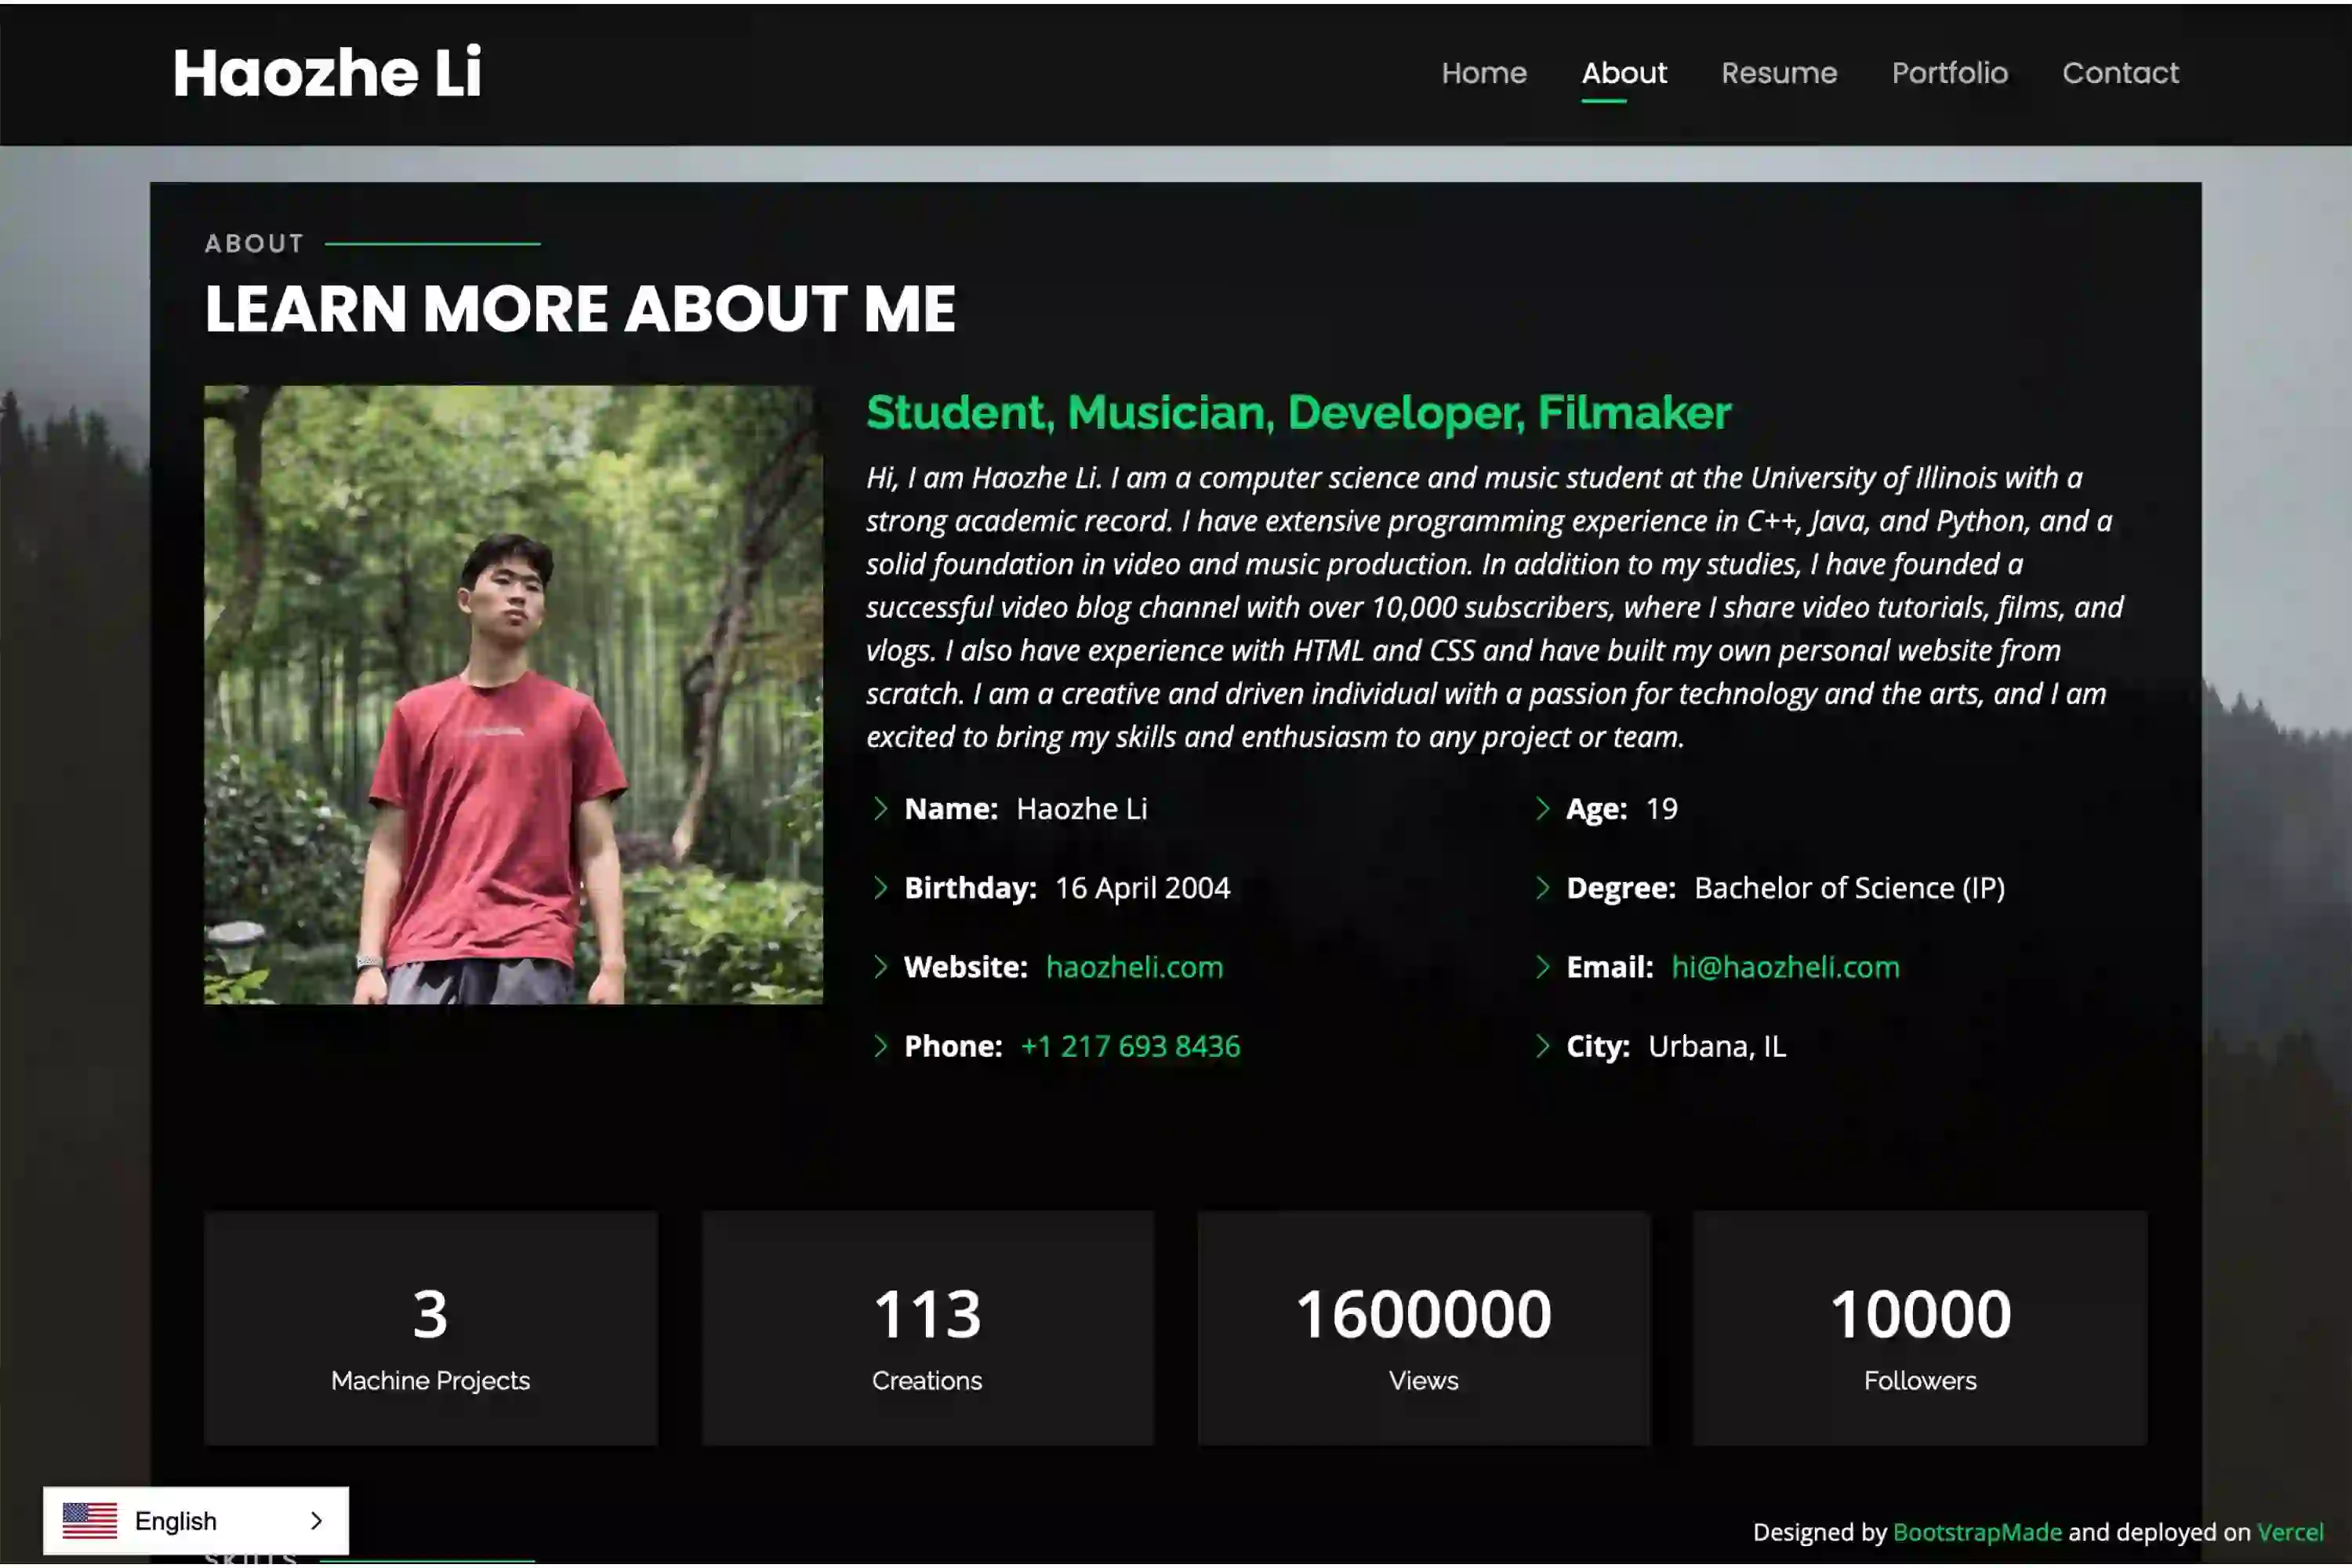 Haozhe Li
Home About Resume Portfolio Contact
ABOUT
LEARN MORE ABOUT ME
Student, Musician, Developer, Filmaker
Hi, I am Haozhe Li. I am a computer science and music student at the University of Illinois with a
strong academic record. I have extensive programming experience in C++, Java, and Python, and a
solid foundation in video and music production. In addition to my studies, I have founded a
successful video blog channel with over 10,000 subscribers, where I share video tutorials, films, and
vlogs. I also have experience with HTML and CSS and have built my own personal website from
scratch. I am a creative and driven individual with a passion for technology and the arts, and I am
excited to bring my skills and enthusiasm to any project or team.
Name: Haozhe Li
Age: 19
Birthday: 16 April 2004
Degree: Bachelor of Science (IP)
Website: haozheli.com
Email: hi@haozheli.com
Phone: +1 217 693 8436
City: Urbana, IL
3
Machine Projects
113
Creations
1600000
Views
10000
Followers
English
Designed by BootstrapMade and deployed on Vercel
SKILLS